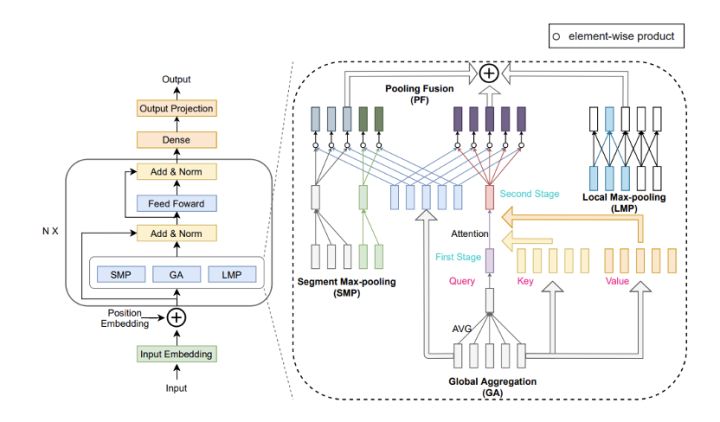 element-wise product
Output
Output Projection
Dense
Add & Norm
Feed Foward
N X
Add & Norm
SMP
GA
LMP
Position
Embedding
Input Embedding
Input
Pooling Fusion
(PF)
Second Stage
Local Max-pooling
(LMP)
Attention
First Stage
Segment Max-pooling
(SMP)
Query
Key
Value
AVG
Global Aggregation
(GA)